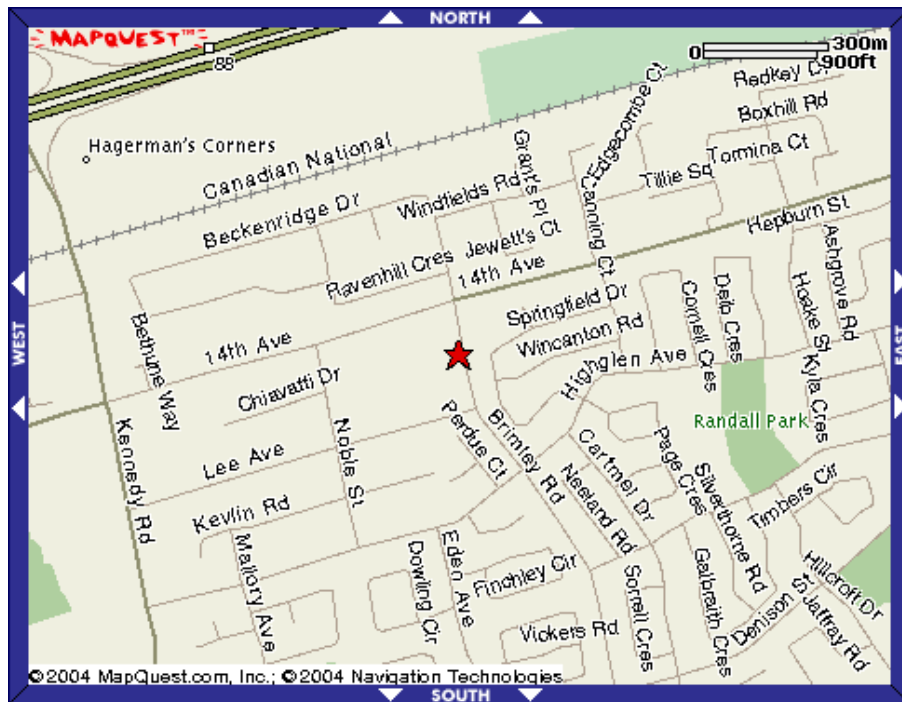 NORTH
MAPQUEST™
88
0 300m
900ft
Hagerman's Corners
Canadian National
Redkey Dr
Boxhill Rd
Edgecombe Ct
Tormina Ct
Tillie Sq
Grant's Pl
Canning Ct
Windfields Rd
Beckenridge Dr
Jewett's Ct
Hepburn St
Ravenhill Cres
14th Ave
Ashgrove Rd
Hoake St
WEST
EAST
Bethune Way
14th Ave
Springfield Dr
Wincanton Rd
Cornell Cres
Delb Cres
Highglen Ave
Kyla Cres
Chiavatti Dr
Randall Park
Kennedy Rd
Noble St
Lee Ave
Perdue Ct
Brimley Rd
Cartmel Dr
Page Cres
Neeland Rd
Silverthorne Rd
Timbers Cir
Kevlin Rd
Mallory Ave
Dowling Cir
Eden Ave
Finchley Cir
Sorrell Cres
Galbraith Cres
Denison St
Hillcroft Dr
Jaffray Rd
Vickers Rd
©2004 MapQuest.com, Inc.; ©2004 Navigation Technologies
SOUTH